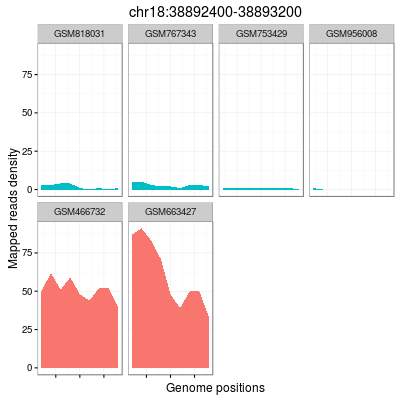 chr18:38892400-38893200
GSM818031 GSM767343 GSM753429 GSM956008
75
50
25
0
GSM466732 GSM663427
75
50
25
0
Mapped reads density
Genome positions